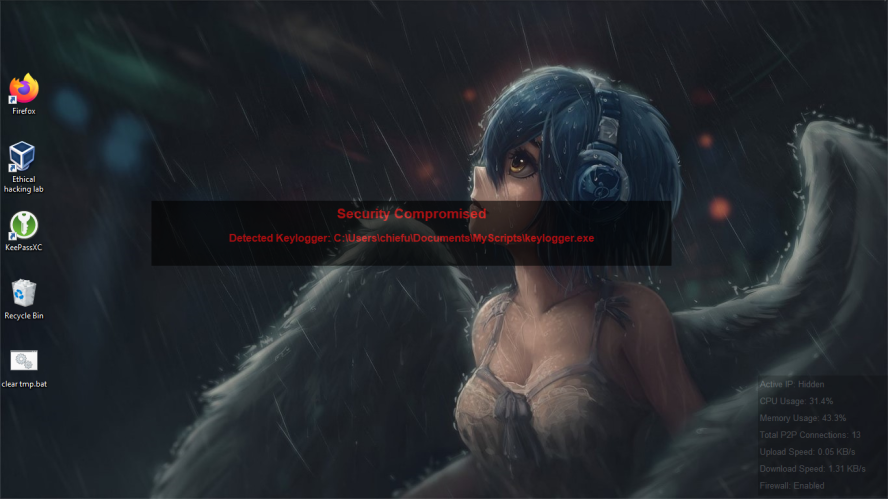 Firefox
Ethical
hacking lab
KeePassXC
Recycle Bin
clear tmp.bat
Security Compromised
Detected Keylogger: C:\Users\chiefu\Documents\MyScripts\keylogger.exe
Active IP: Hidden
CPU Usage: 31.4%
Memory Usage: 43.3%
Total P2P Connections: 13
Upload Speed: 0.05 KB/s
Download Speed: 1.31 KB/s
Firewall: Enabled